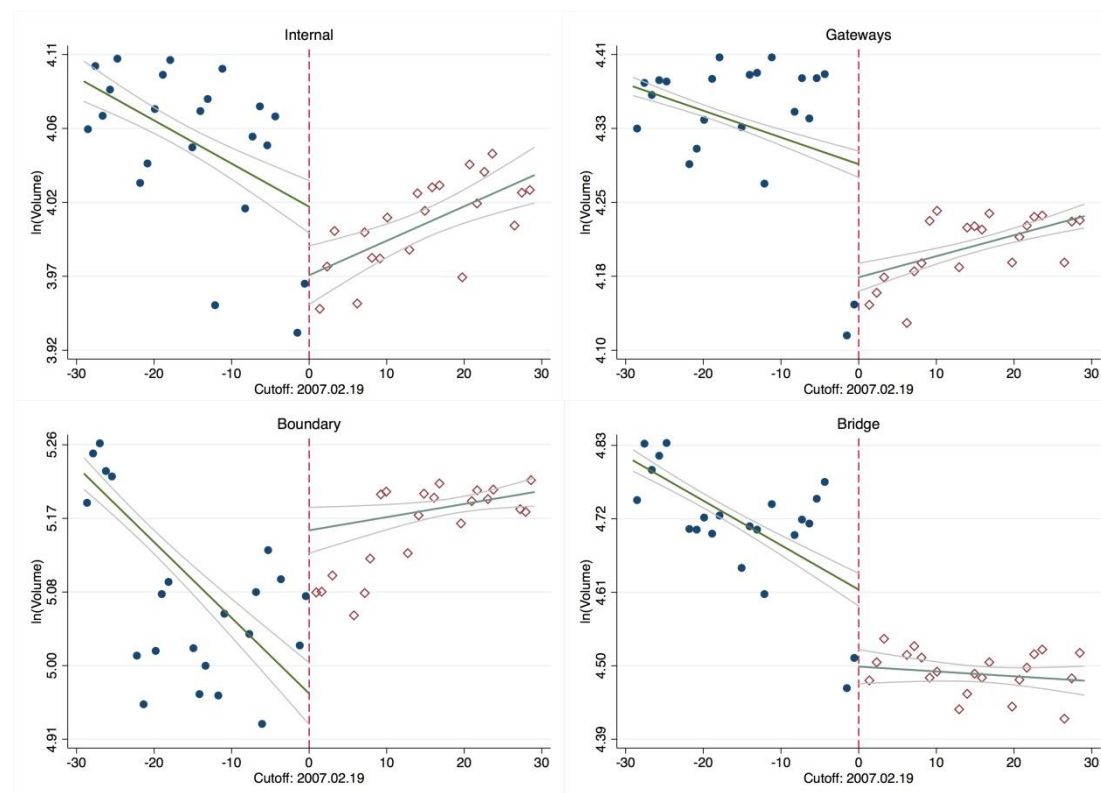 Internal
ln(Volume)
4.11
4.06
4.02
3.97
3.92
-30 -20 -10 0 10 20 30
Cutoff: 2007.02.19
Gateways
ln(Volume)
4.41
4.33
4.25
4.18
4.10
-30 -20 -10 0 10 20 30
Cutoff: 2007.02.19
Boundary
ln(Volume)
5.26
5.17
5.08
5.00
4.91
-30 -20 -10 0 10 20 30
Cutoff: 2007.02.19
Bridge
ln(Volume)
4.83
4.72
4.61
4.50
4.39
-30 -20 -10 0 10 20 30
Cutoff: 2007.02.19